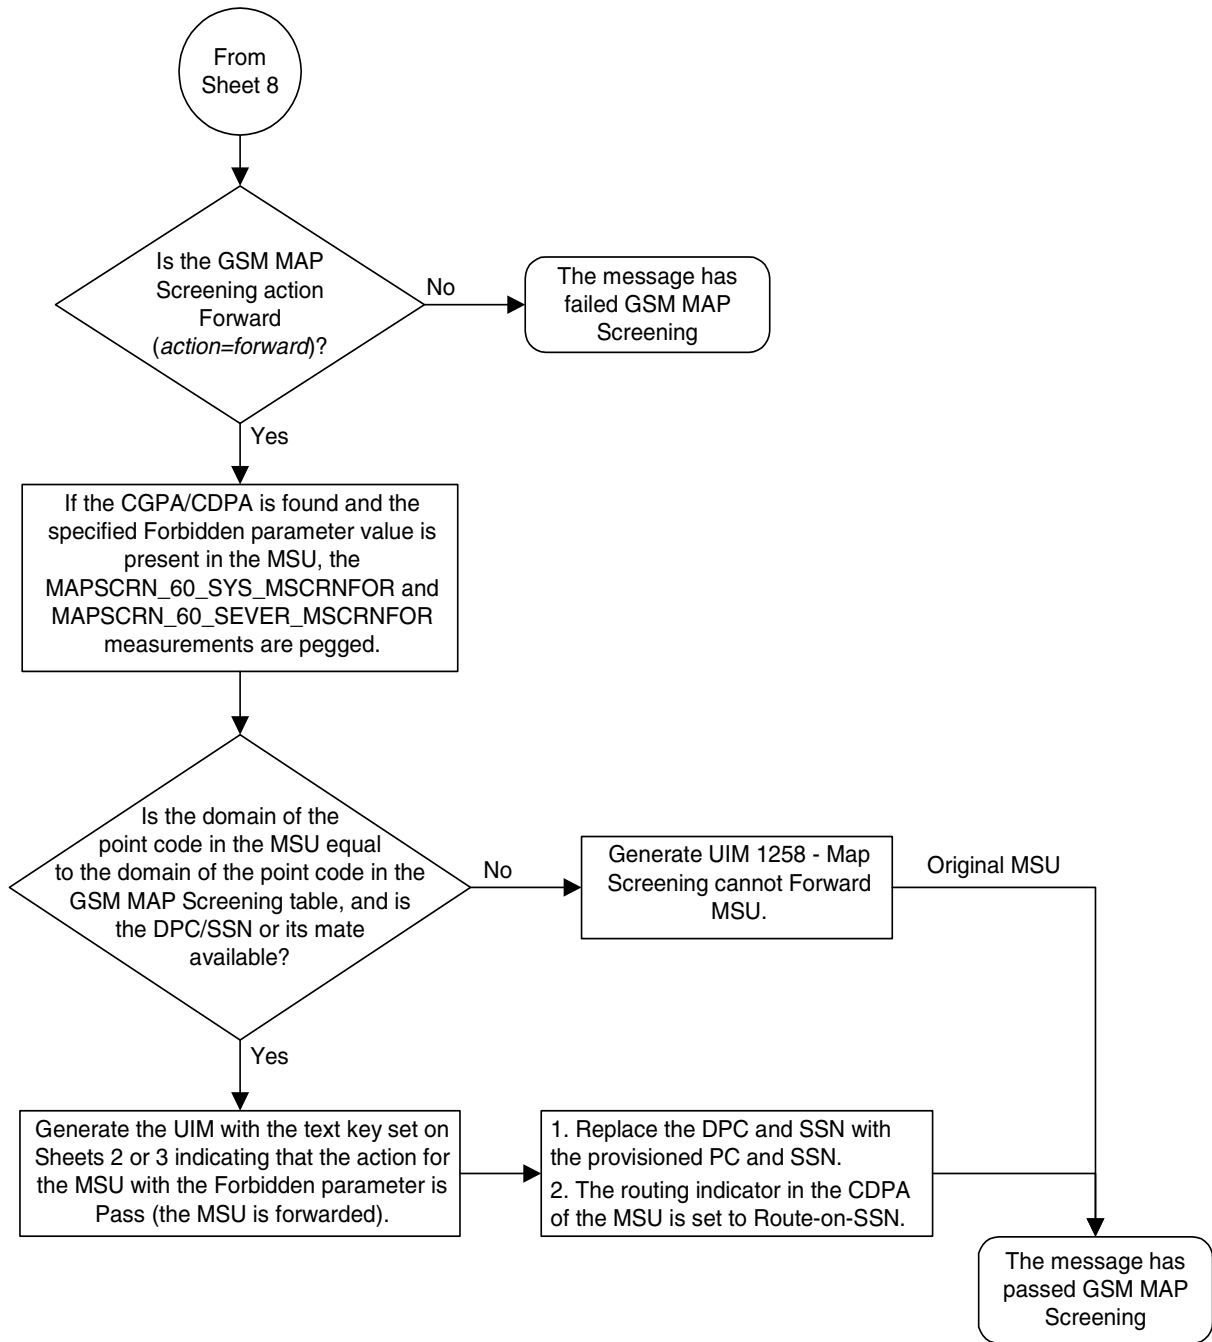 From
Sheet 8
Is the GSM MAP
Screening action
Forward
(action=forward)?
No
The message has
failed GSM MAP
Screening
Yes
If the CGPA/CDPA is found and the
specified Forbidden parameter value is
present in the MSU, the
MAPSCRN_60_SYS_MSCRNFOR and
MAPSCRN_60_SEVER_MSCRNFOR
measurements are pegged.
Is the domain of the
point code in the MSU equal
to the domain of the point code in the
GSM MAP Screening table, and is
the DPC/SSN or its mate
available?
No
Generate UIM 1258 - Map
Screening cannot Forward
MSU.
Original MSU
Yes
Generate the UIM with the text key set on
Sheets 2 or 3 indicating that the action for
the MSU with the Forbidden parameter is
Pass (the MSU is forwarded).
1. Replace the DPC and SSN with
the provisioned PC and SSN.
2. The routing indicator in the CDPA
of the MSU is set to Route-on-SSN.
The message has
passed GSM MAP
Screening